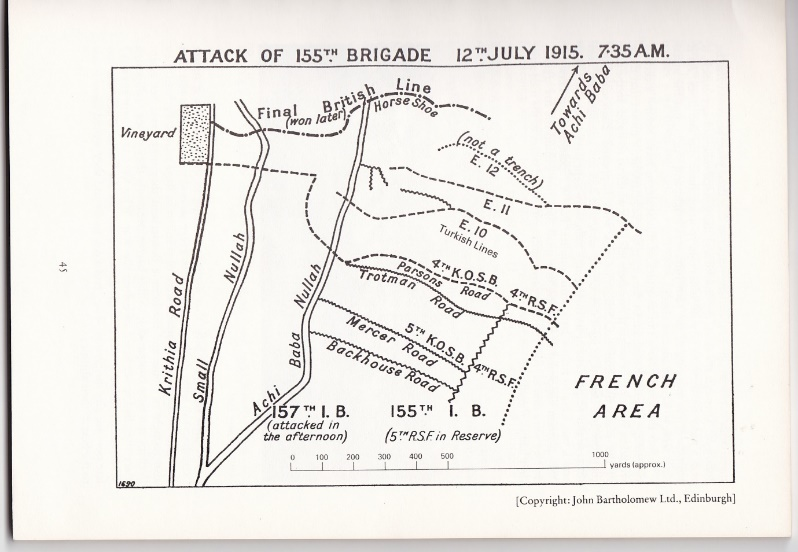 ATTACK OF 155TH BRIGADE 12TH JULY 1915. 7·35 A.M.
Towards
Achi Baba
Final British Line
(won later)
Horse Shoe
Vineyard
(not a trench)
E. 12
E. 11
E. 10
Turkish Lines
4TH K.O.S.B.
4TH R.S.F.
Parsons Road
Trotman Road
5TH K.O.S.B.
4TH R.S.F.
Mercer Road
Backhouse Road
Krithia Road
Small Nullah
Achi Baba Nullah
FRENCH
AREA
157TH I. B.
(attacked in
the afternoon)
155TH I. B.
(5TH R.S.F. in Reserve)
0 100 200 300 400 500 1000
yards (approx.)
1690
[Copyright: John Bartholomew Ltd., Edinburgh]
45